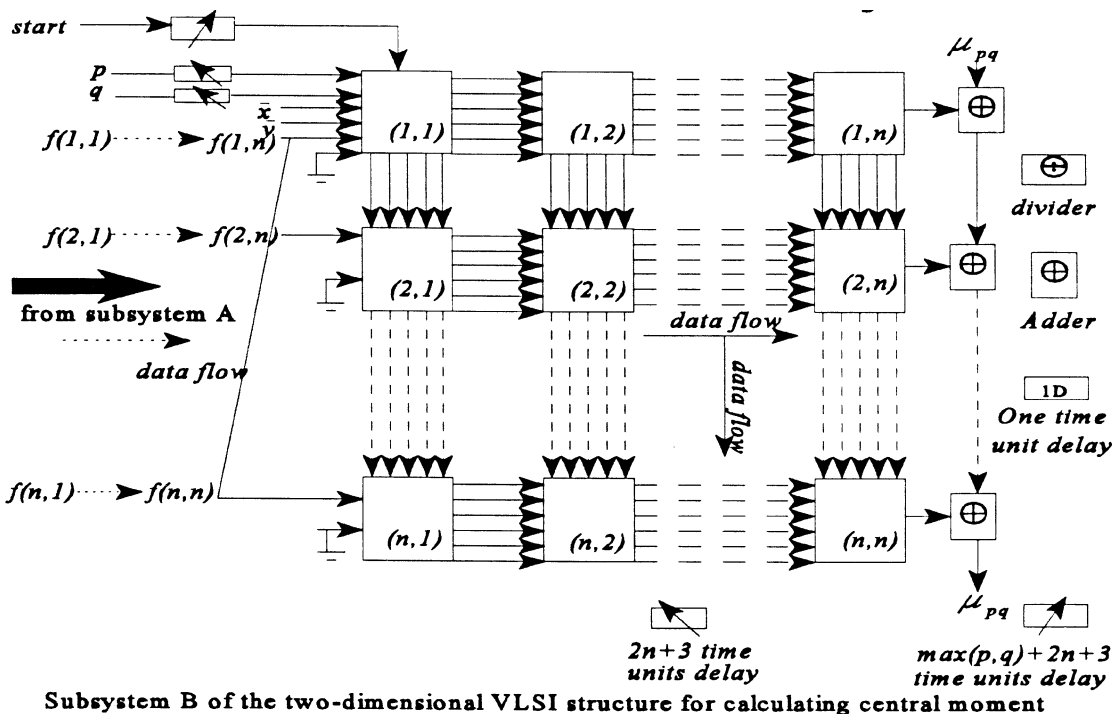 start
μpq
p
q
x̄
ȳ
f(1,1) f(1,n)
(1,1) (1,2) (1,n)
divider
f(2,1) f(2,n)
(2,1) (2,2) (2,n)
from subsystem A
data flow
Adder
data flow
data flow
1D
One time
unit delay
f(n,1) f(n,n)
(n,1) (n,2) (n,n)
μpq
2n+3 time
units delay
max(p,q)+2n+3
time units delay
Subsystem B of the two-dimensional VLSI structure for calculating central moment